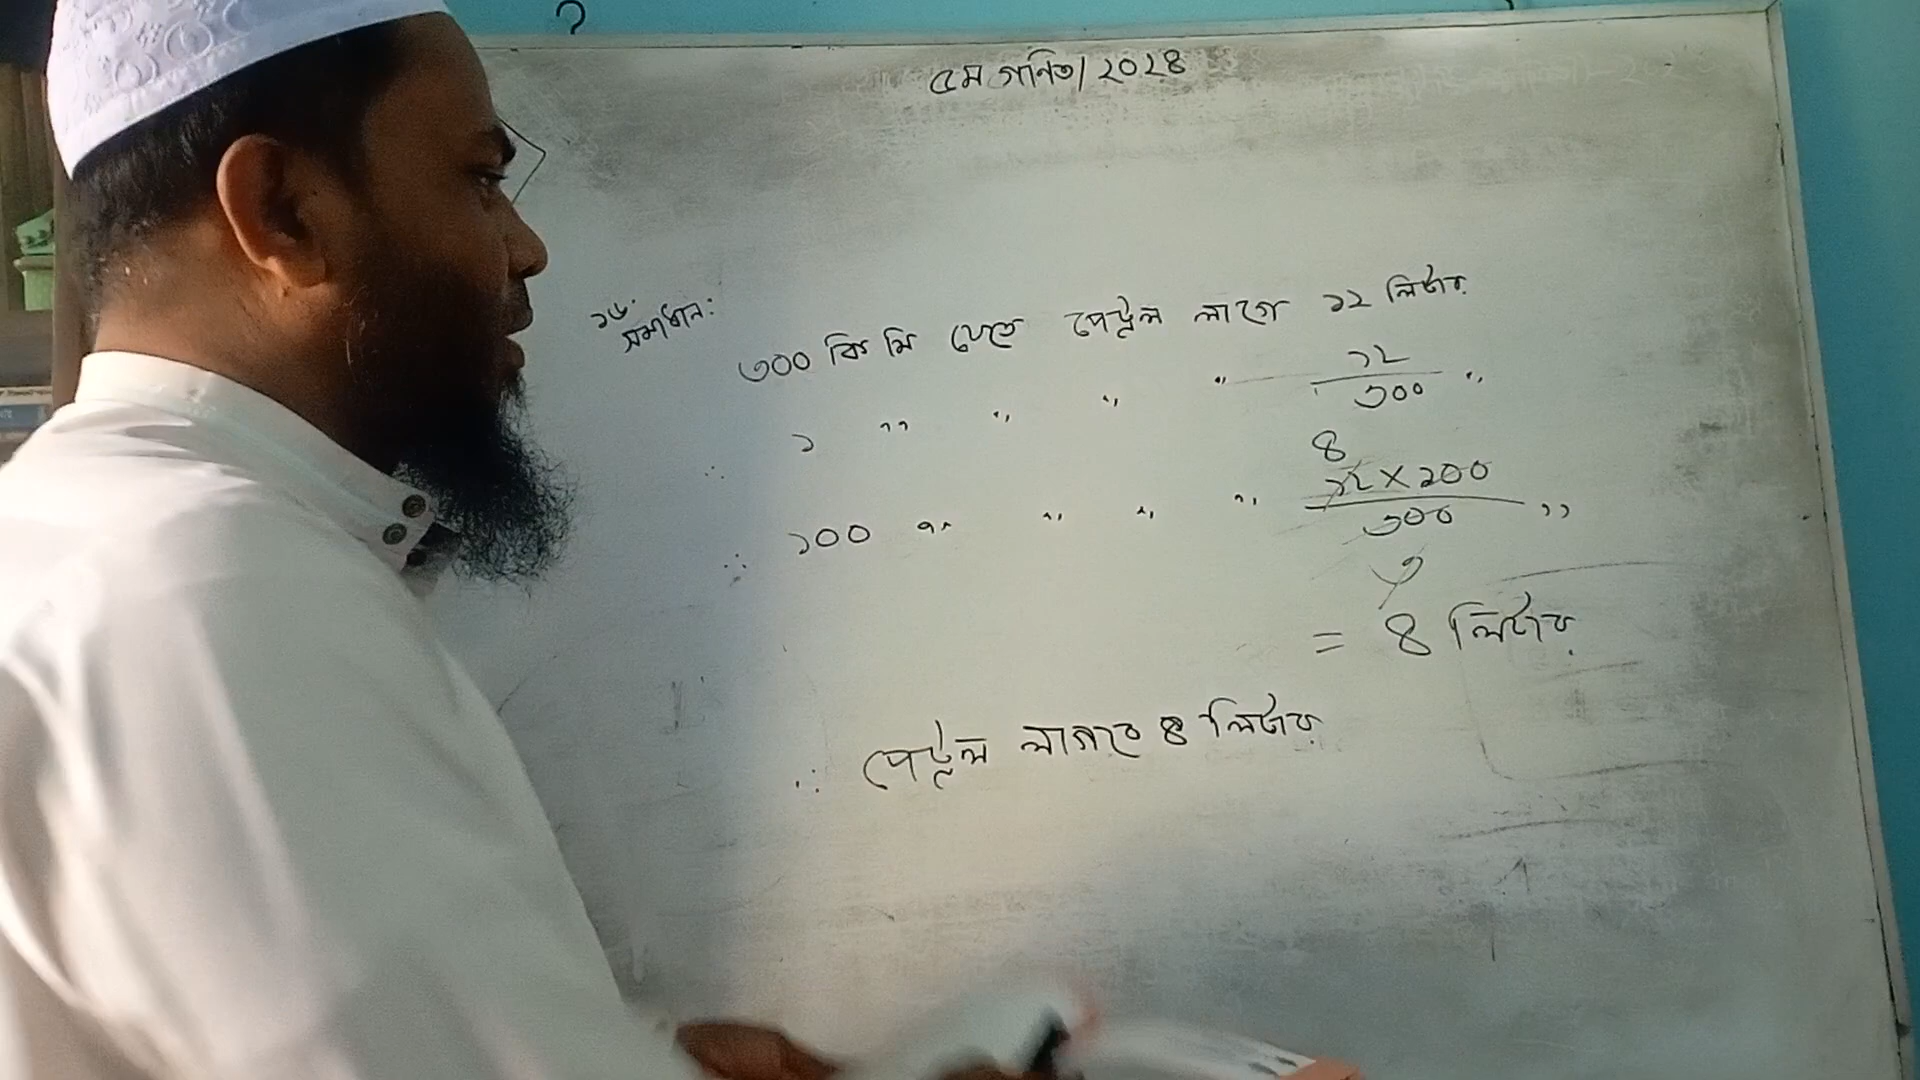 ৫ম গনিত/২০২৪
১৬.
সমাধান:
৩০০ কি মি যেতে পেট্রল লাগে ১২ লিটার
∴ ১ " " " " ১২/৩০০ "
৪
∴ ১০০ " " " " ১২×১০০/৩০০ "
৩
= ৪ লিটার
∴ পেট্রল লাগবে ৪ লিটার